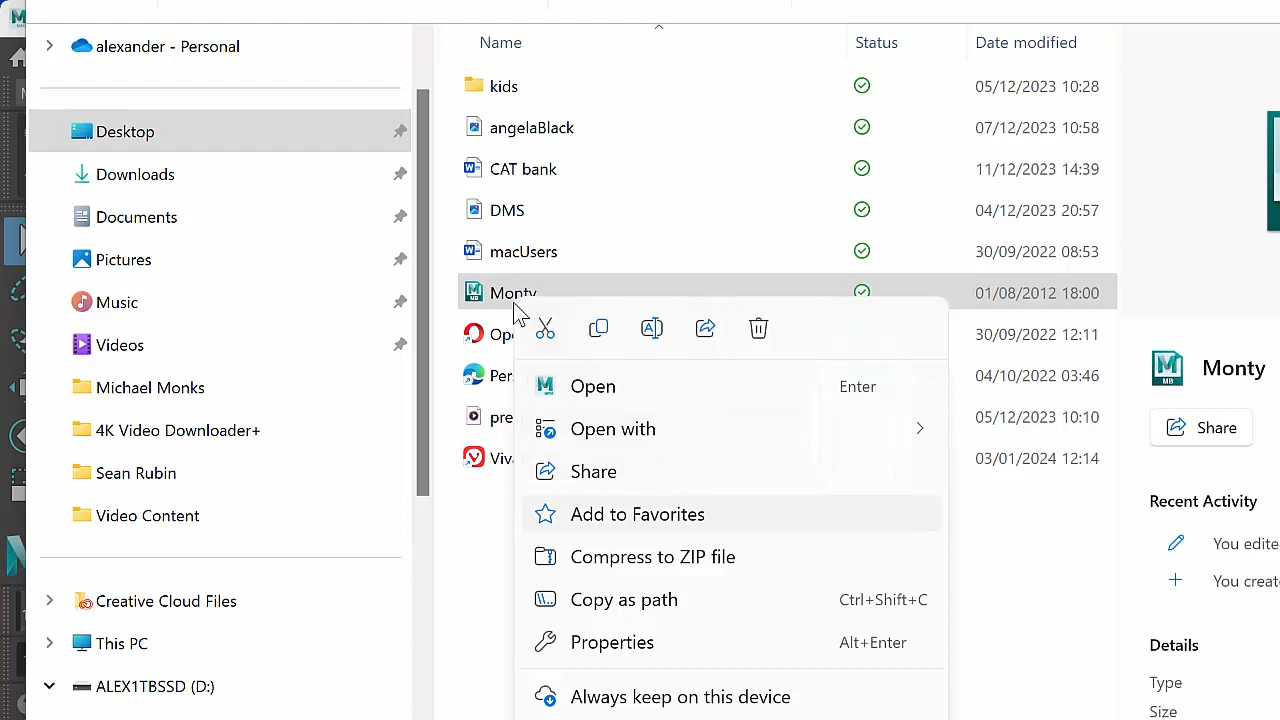 alexander - Personal
Name
Status
Date modified
kids
05/12/2023 10:28
Desktop
angelaBlack
07/12/2023 10:58
Downloads
CAT bank
11/12/2023 14:39
Documents
DMS
04/12/2023 20:57
Pictures
macUsers
30/09/2022 08:53
Music
Monty
01/08/2012 18:00
Videos
Op
30/09/2022 12:11
Michael Monks
Per
04/10/2022 03:46
Open
Enter
Monty
4K Video Downloader+
pre
05/12/2023 10:10
Open with
Share
Sean Rubin
Viv
03/01/2024 12:14
Share
Video Content
Add to Favorites
Recent Activity
Compress to ZIP file
You edite
Creative Cloud Files
Copy as path
Ctrl+Shift+C
You creat
This PC
Properties
Alt+Enter
Details
ALEX1TBSSD (D:)
Always keep on this device
Type
Size